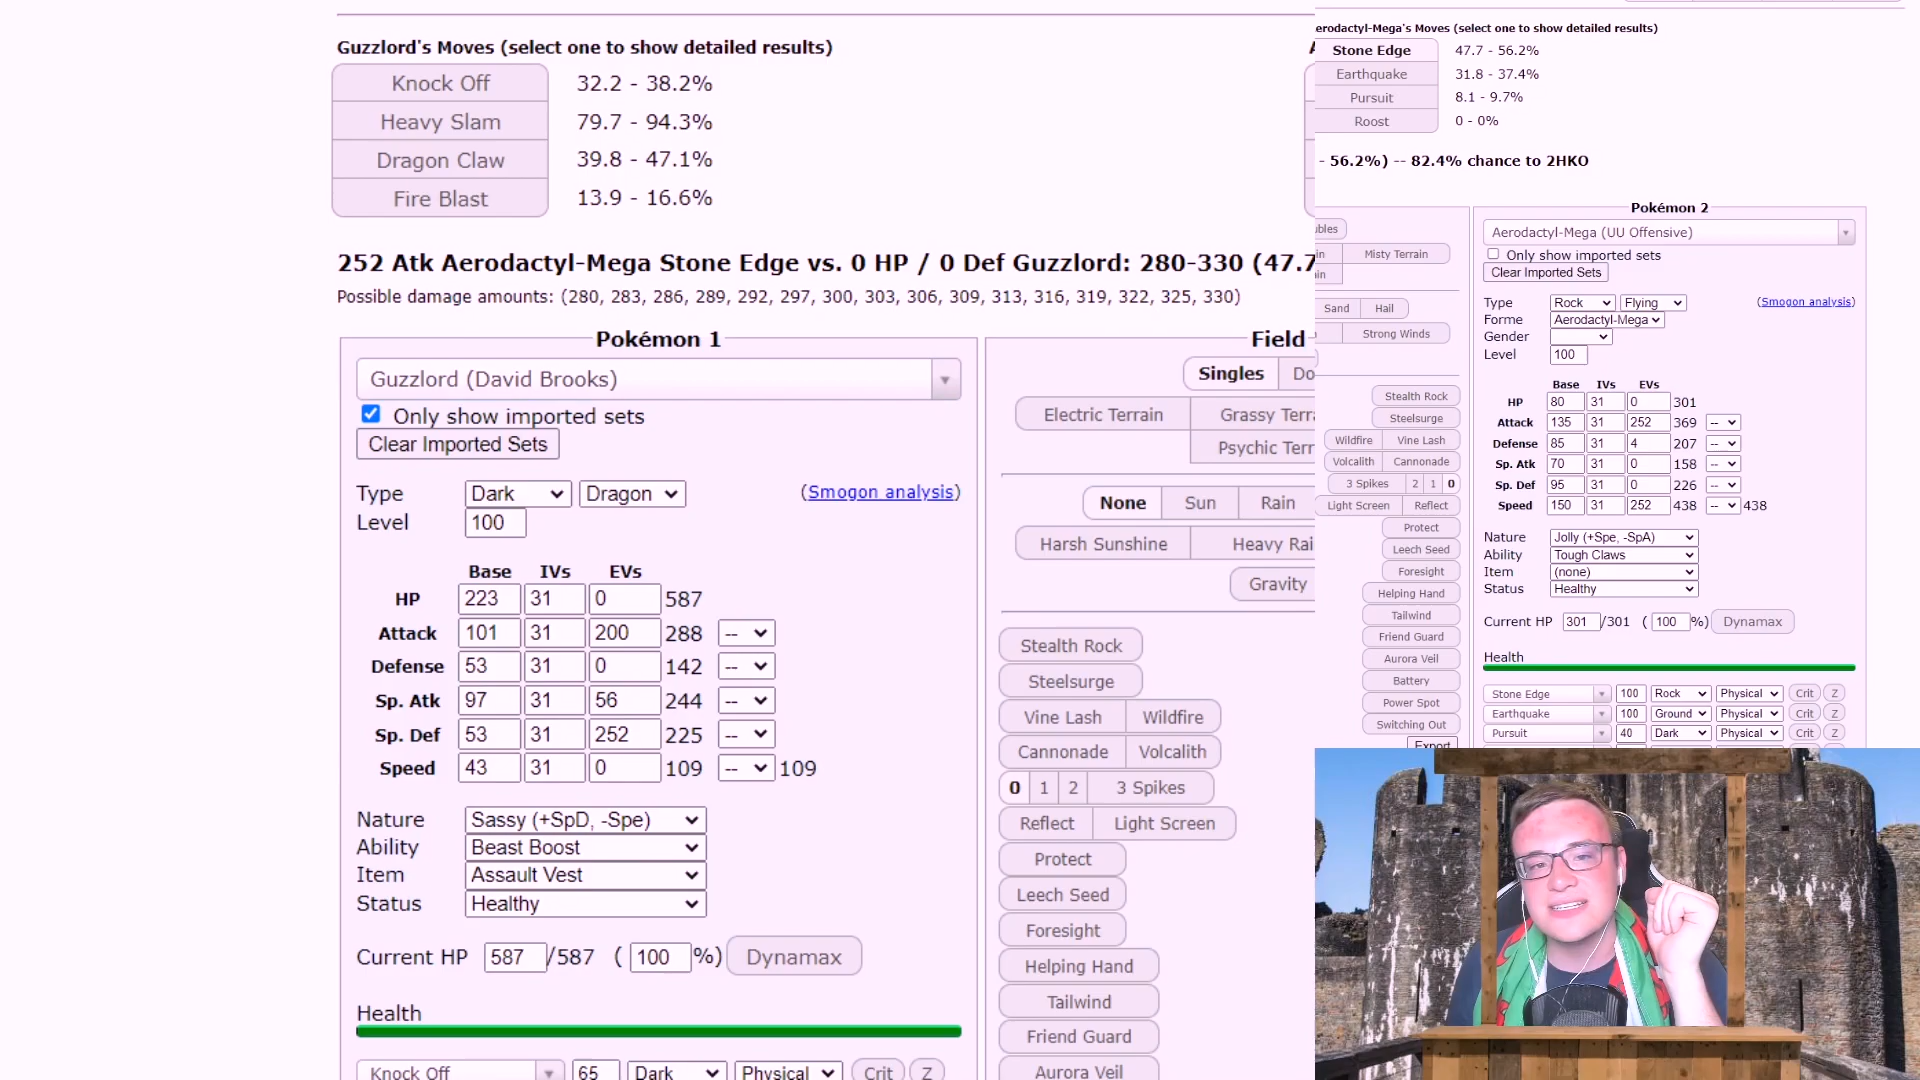 Guzzlord's Moves (select one to show detailed results)
Knock Off 32.2 - 38.2%
Heavy Slam 79.7 - 94.3%
Dragon Claw 39.8 - 47.1%
Fire Blast 13.9 - 16.6%
252 Atk Aerodactyl-Mega Stone Edge vs. 0 HP / 0 Def Guzzlord: 280-330 (47.7
Possible damage amounts: (280, 283, 286, 289, 292, 297, 300, 303, 306, 309, 313, 316, 319, 322, 325, 330)
Pokémon 1
Guzzlord (David Brooks)
Only show imported sets
Clear Imported Sets
Type Dark Dragon (Smogon analysis)
Level 100
Base IVs EVs
HP 223 31 0 587
Attack 101 31 200 288 --
Defense 53 31 0 142 --
Sp. Atk 97 31 56 244 --
Sp. Def 53 31 252 225 --
Speed 43 31 0 109 -- 109
Nature Sassy (+SpD, -Spe)
Ability Beast Boost
Item Assault Vest
Status Healthy
Current HP 587/587 (100%) Dynamax
Health
Knock Off 65 Dark Physical Crit Z
Field
Singles Do
Electric Terrain Grassy Terra
Psychic Terr
None Sun Rain
Harsh Sunshine Heavy Rai
Gravity
Stealth Rock
Steelsurge
Vine Lash Wildfire
Cannonade Volcalith
0 1 2 3 Spikes
Reflect Light Screen
Protect
Leech Seed
Foresight
Helping Hand
Tailwind
Friend Guard
Aurora Veil
erodactyl-Mega's Moves (select one to show detailed results)
Stone Edge 47.7 - 56.2%
Earthquake 31.8 - 37.4%
Pursuit 8.1 - 9.7%
Roost 0 - 0%
- 56.2%) -- 82.4% chance to 2HKO
ubles
in Misty Terrain
in
Sand Hail
Strong Winds
Stealth Rock
Steelsurge
Wildfire Vine Lash
Volcalith Cannonade
3 Spikes 2 1 0
Light Screen Reflect
Protect
Leech Seed
Foresight
Helping Hand
Tailwind
Friend Guard
Aurora Veil
Battery
Power Spot
Switching Out
Export
Pokémon 2
Aerodactyl-Mega (UU Offensive)
Only show imported sets
Clear Imported Sets
Type Rock Flying (Smogon analysis)
Forme Aerodactyl-Mega
Gender
Level 100
Base IVs EVs
HP 80 31 0 301
Attack 135 31 252 369 --
Defense 85 31 4 207 --
Sp. Atk 70 31 0 158 --
Sp. Def 95 31 0 226 --
Speed 150 31 252 438 -- 438
Nature Jolly (+Spe, -SpA)
Ability Tough Claws
Item (none)
Status Healthy
Current HP 301/301 (100%) Dynamax
Health
Stone Edge 100 Rock Physical Crit Z
Earthquake 100 Ground Physical Crit Z
Pursuit 40 Dark Physical Crit Z